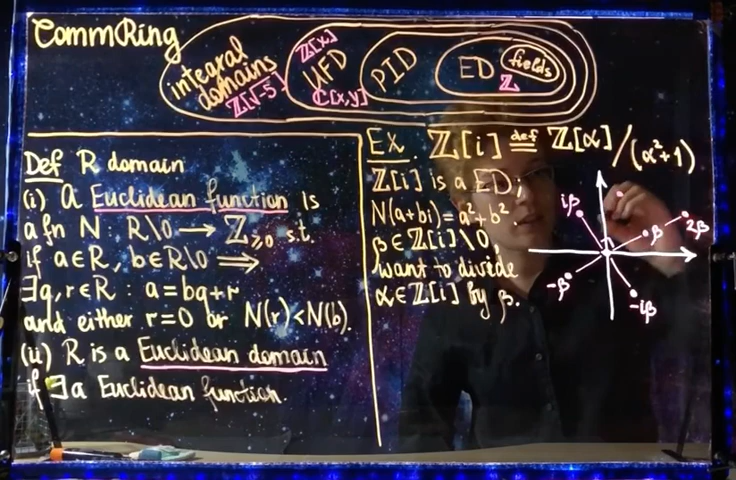 CommRing
integral
domains
Z[√-5]
Z[x]
UFD
C[x,y]
PID
ED
fields
Z
Def R domain
(i) A Euclidean function is
a fn N: R\0 → Z≥0 s.t.
if a∈R, b∈R\0 ⟹
∃q,r∈R : a=bq+r
and either r=0 or N(r)<N(b).
(ii) R is a Euclidean domain
if ∃ a Euclidean function.
Ex. Z[i] def= Z[α]/(α²+1)
Z[i] is a ED;
N(a+bi)=a²+b².
β∈Z[i]\0,
want to divide
α∈Z[i] by β.
iβ
β
2β
-β
-iβ